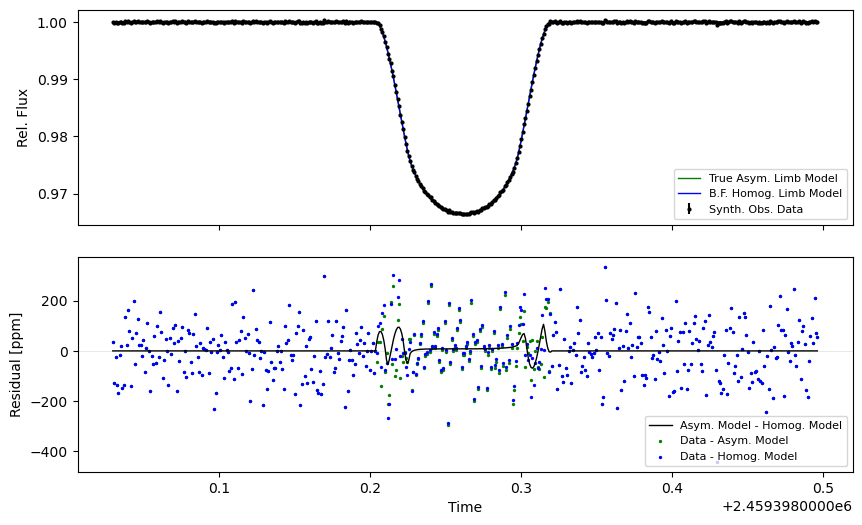 1.00
0.99
0.98
0.97
Rel. Flux
True Asym. Limb Model
B.F. Homog. Limb Model
Synth. Obs. Data
200
0
−200
−400
Residual [ppm]
Asym. Model - Homog. Model
Data - Asym. Model
Data - Homog. Model
0.1
0.2
0.3
0.4
0.5
Time
+2.4593980000e6